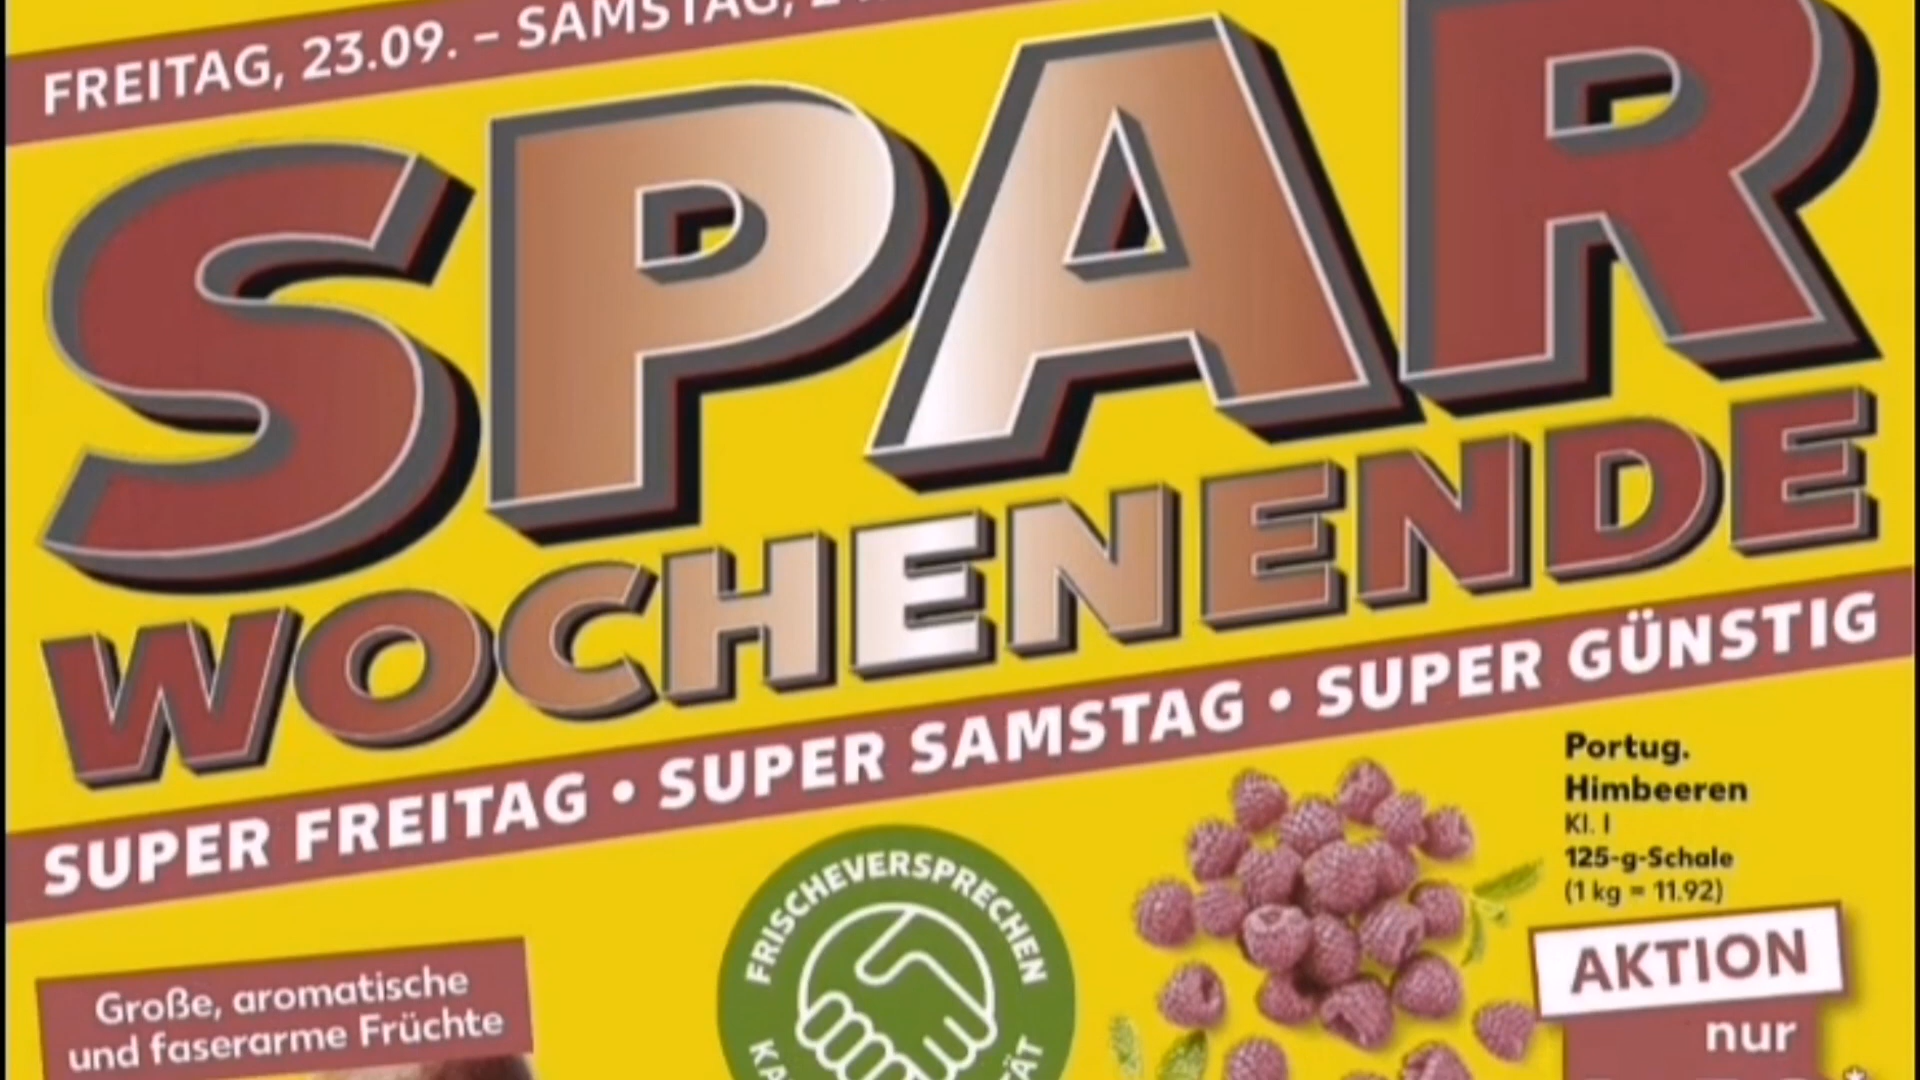 FREITAG, 23.09. – SAMSTAG,
SPAR
WOCHENENDE
SUPER FREITAG • SUPER SAMSTAG • SUPER GÜNSTIG
Portug.
Himbeeren
Kl. I
125-g-Schale
(1 kg = 11.92)
FRISCHEVERSPRECHEN
AKTION
nur
Große, aromatische
und faserarme Früchte